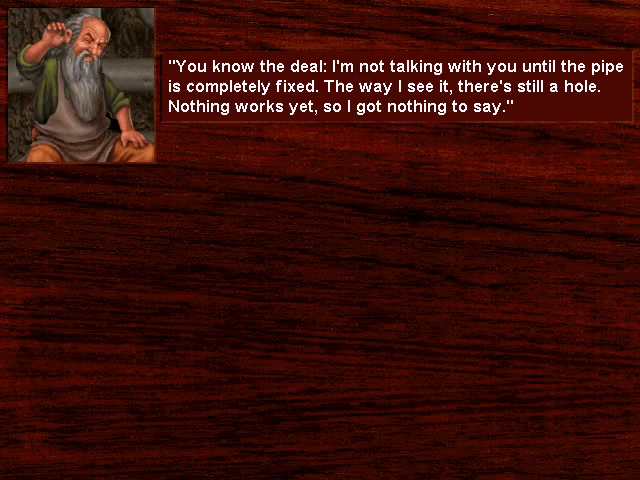 "You know the deal: I'm not talking with you until the pipe
is completely fixed. The way I see it, there's still a hole.
Nothing works yet, so I got nothing to say."